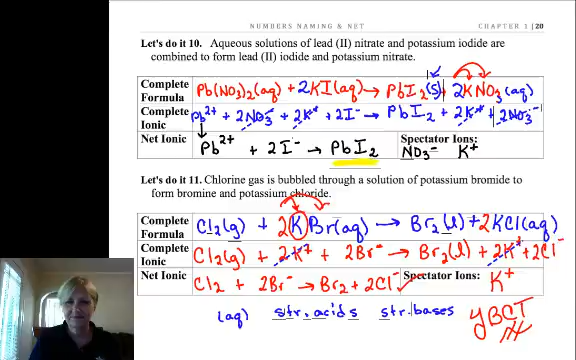 NUMBERS NAMING & NET CHAPTER 1 | 20
Let's do it 10. Aqueous solutions of lead (II) nitrate and potassium iodide are
combined to form lead (II) iodide and potassium nitrate.
Complete Formula Pb(NO3)2(aq) + 2KI(aq) → PbI2(s) + 2KNO3(aq)
Complete Ionic Pb2+ + 2NO3- + 2K+ + 2I- → PbI2 + 2K+ + 2NO3-
Net Ionic Pb2+ + 2I- → PbI2 Spectator Ions: NO3- K+
Let's do it 11. Chlorine gas is bubbled through a solution of potassium bromide to
form bromine and potassium chloride.
Complete Formula Cl2(g) + 2KBr(aq) → Br2(l) + 2KCl(aq)
Complete Ionic Cl2(g) + 2K+ + 2Br- → Br2(l) + 2K+ + 2Cl-
Net Ionic Cl2 + 2Br- → Br2 + 2Cl- Spectator Ions: K+
(aq) str. acids str. bases YBCT